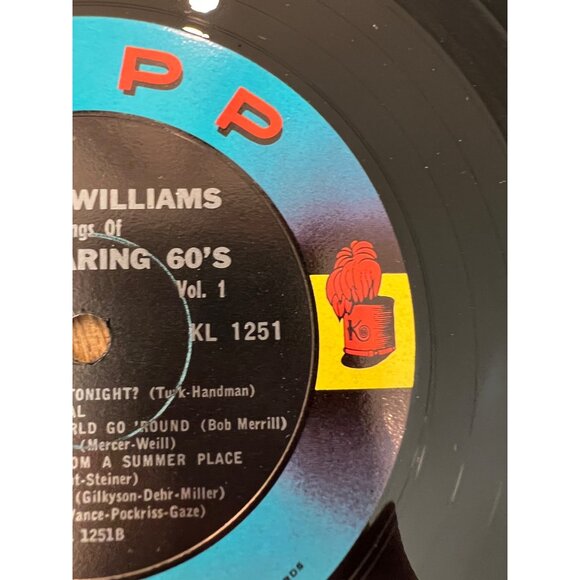 P P
WILLIAMS
ngs Of
ARING 60'S
Vol. 1
KL 1251
K
TONIGHT? (Turk-Handman)
AL
RLD GO 'ROUND (Bob Merrill)
(Mercer-Weill)
OM A SUMMER PLACE
t-Steiner)
(Gilkyson-Dehr-Miller)
Vance-Pockriss-Gaze)
1251B
RDS